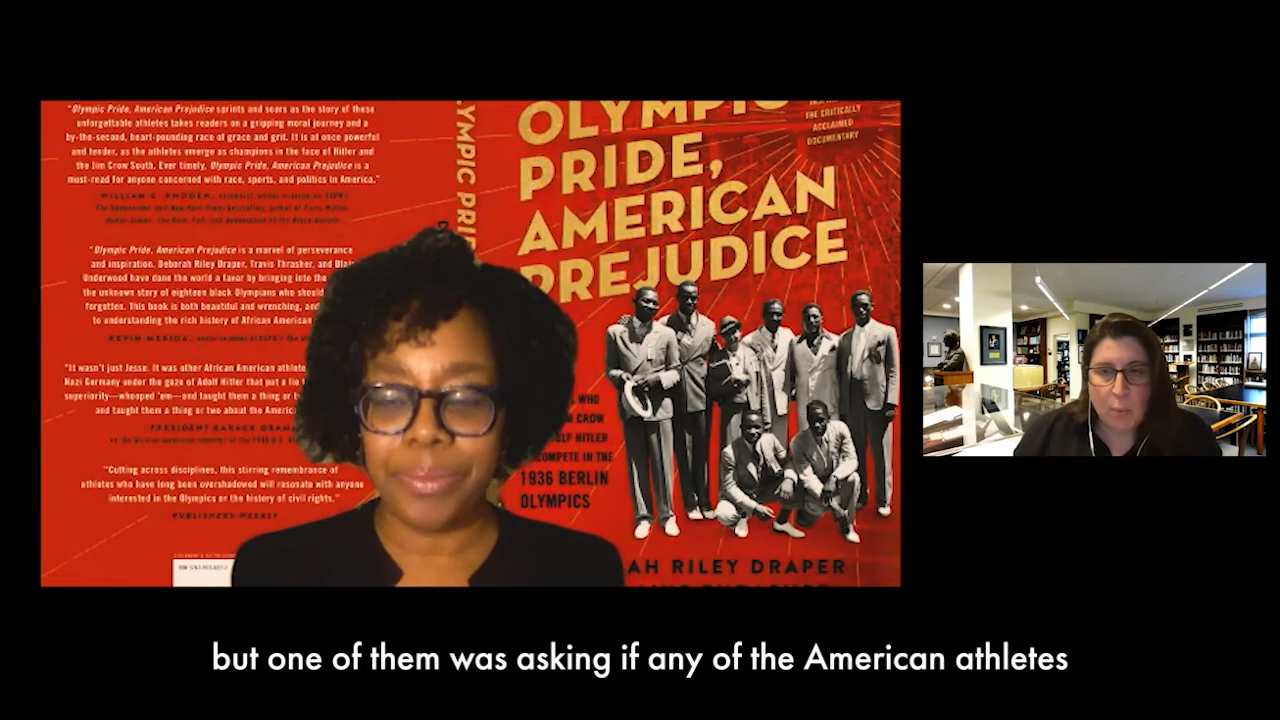 "Olympic Pride, American Prejudice sprints and soars as the story of these
unforgettable athletes takes readers on a gripping moral journey and a
by-the-second, heart-pounding race of grace and grit. It is at once powerful
and tender, as the athletes emerge as champions in the face of Hitler and
the Jim Crow South. Ever timely, Olympic Pride, American Prejudice is a
must-read for anyone concerned with race, sports, and politics in America."
WILLIAM C. RHODEN,
"Olympic Pride, American Prejudice is a marvel of perseverance
and inspiration. Deborah Riley Draper, Travis Thrasher, and Blair
Underwood have done the world a favor by bringing into the
the unknown story of eighteen black Olympians who should
forgotten. This book is both beautiful and wrenching, and
to understanding the rich history of African American
KEVIN MERIDA,
"It wasn't just Jesse. It was other African American athlete
Nazi Germany under the gaze of Adolf Hitler that put a lie
superiority—whooped 'em—and taught them a thing or
and taught them a thing or two about the America
PRESIDENT BARACK OBAMA
"Cutting across disciplines, this stirring remembrance of
athletes who have long been overshadowed will resonate with anyone
interested in the Olympics or the history of civil rights."
PUBLISHERS WEEKLY
LYMPIC PRID
OLYMPIC
PRIDE,
AMERICAN
PREJUDICE
THE CRITICALLY
ACCLAIMED
DOCUMENTARY
WHO
CROW
HITLER
COMPETE IN THE
1936 BERLIN
OLYMPICS
AH RILEY DRAPER
but one of them was asking if any of the American athletes